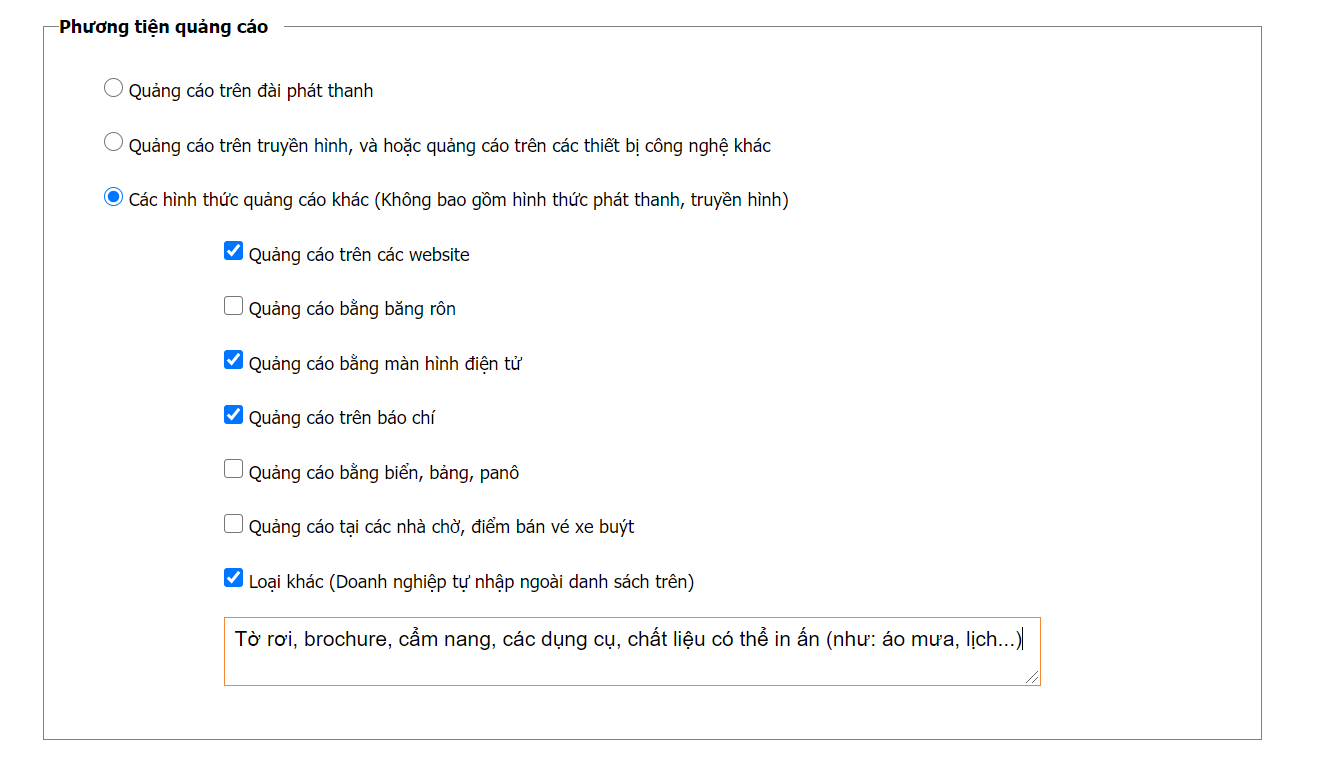 Phương tiện quảng cáo
Quảng cáo trên đài phát thanh
Quảng cáo trên truyền hình, và hoặc quảng cáo trên các thiết bị công nghệ khác
Các hình thức quảng cáo khác (Không bao gồm hình thức phát thanh, truyền hình)
Quảng cáo trên các website
Quảng cáo bằng băng rôn
Quảng cáo bằng màn hình điện tử
Quảng cáo trên báo chí
Quảng cáo bằng biển, bảng, panô
Quảng cáo tại các nhà chờ, điểm bán vé xe buýt
Loại khác (Doanh nghiệp tự nhập ngoài danh sách trên)
Tờ rơi, brochure, cẩm nang, các dụng cụ, chất liệu có thể in ấn (như: áo mưa, lịch...)